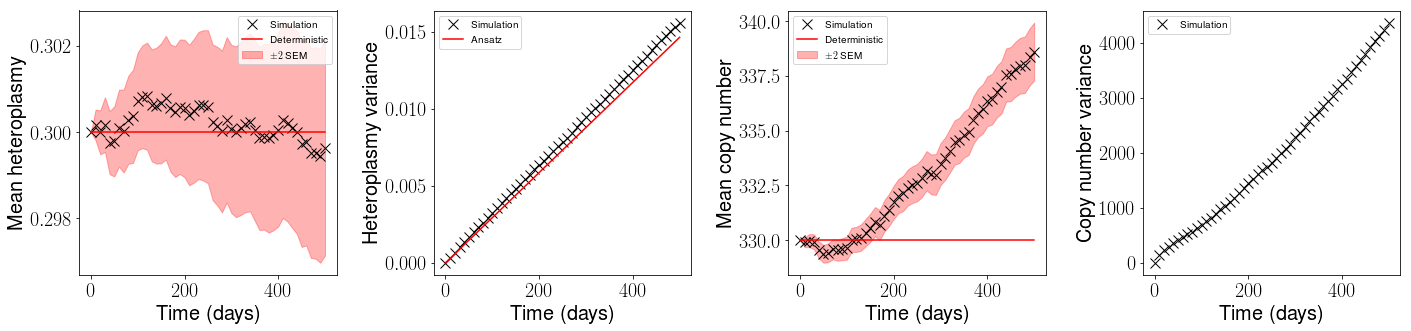 Mean heteroplasmy
0.302
0.300
0.298
Simulation
Deterministic
±2 SEM
0 200 400
Time (days)
Heteroplasmy variance
0.015
0.010
0.005
0.000
Simulation
Ansatz
0 200 400
Time (days)
Mean copy number
340.0
337.5
335.0
332.5
330.0
Simulation
Deterministic
±2 SEM
0 200 400
Time (days)
Copy number variance
4000
3000
2000
1000
0
Simulation
0 200 400
Time (days)